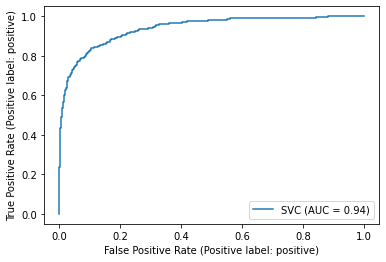 True Positive Rate (Positive label: positive)
1.0
0.8
0.6
0.4
0.2
0.0
SVC (AUC = 0.94)
0.0 0.2 0.4 0.6 0.8 1.0
False Positive Rate (Positive label: positive)